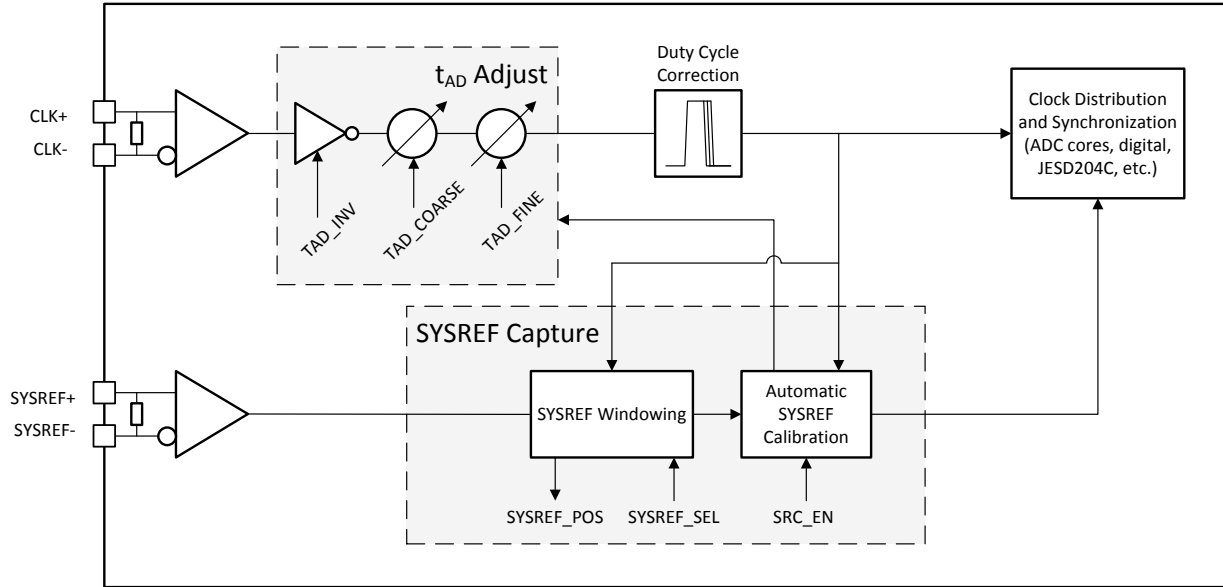 t_AD Adjust
Duty Cycle
Correction
CLK+
CLK-
Clock Distribution
and Synchronization
(ADC cores, digital,
JESD204C, etc.)
TAD_INV
TAD_COARSE
TAD_FINE
SYSREF Capture
SYSREF+
SYSREF-
SYSREF Windowing
Automatic
SYSREF
Calibration
SYSREF_POS
SYSREF_SEL
SRC_EN